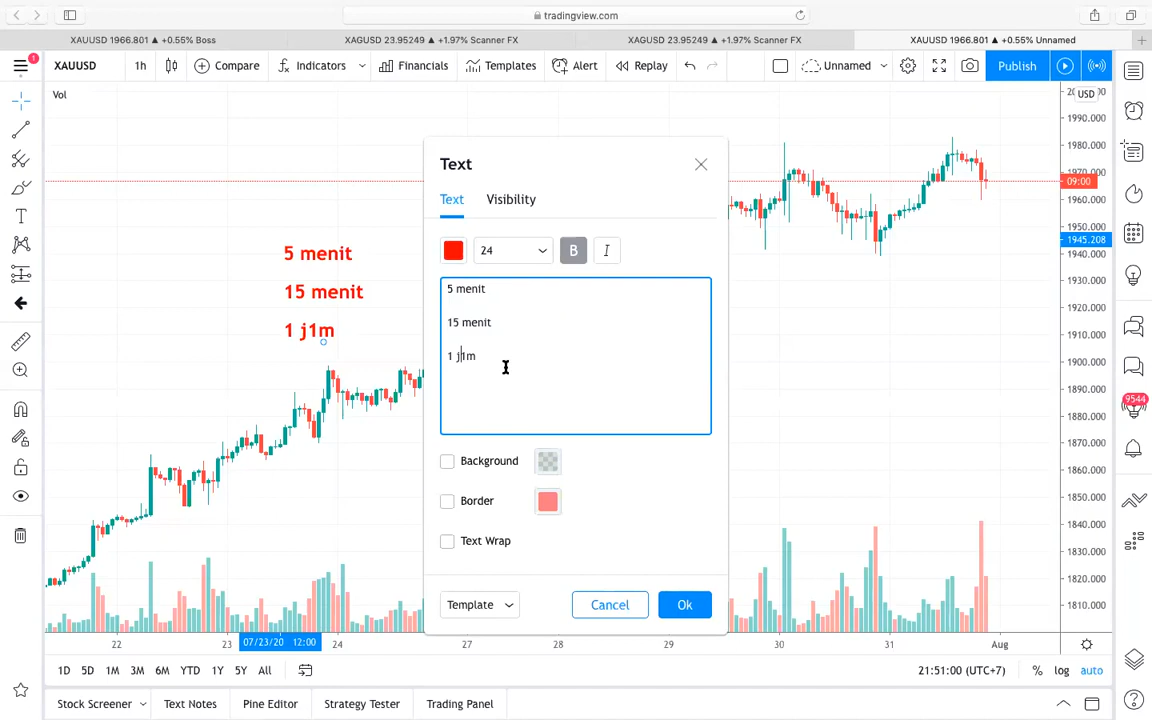 tradingview.com
XAUUSD 1966.801 ▲ +0.55% Boss
XAGUSD 23.95249 ▲ +1.97% Scanner FX
XAGUSD 23.95249 ▲ +1.97% Scanner FX
XAUUSD 1966.801 ▲ +0.55% Unnamed
1
XAUUSD
1h
Compare
Indicators
Financials
Templates
Alert
Replay
Unnamed
Publish
Vol
USD
1990.000
1980.000
1970.000
09:00
1960.000
1950.000
1945.208
1940.000
1930.000
1920.000
1910.000
1900.000
1890.000
1880.000
1870.000
1860.000
1850.000
1840.000
1830.000
1820.000
1810.000
5 menit
15 menit
1 j1m
Text
Text
Visibility
24
B
I
5 menit
15 menit
1 j1m
Background
Border
Text Wrap
Template
Cancel
Ok
9544
22
23
07/23/20 12:00
24
27
28
29
30
31
Aug
1D
5D
1M
3M
6M
YTD
1Y
5Y
All
21:51:00 (UTC+7)
%
log
auto
Stock Screener
Text Notes
Pine Editor
Strategy Tester
Trading Panel